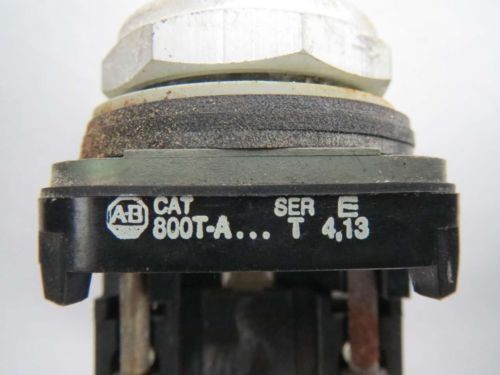 AB CAT SER E
800T-A... T 4,13